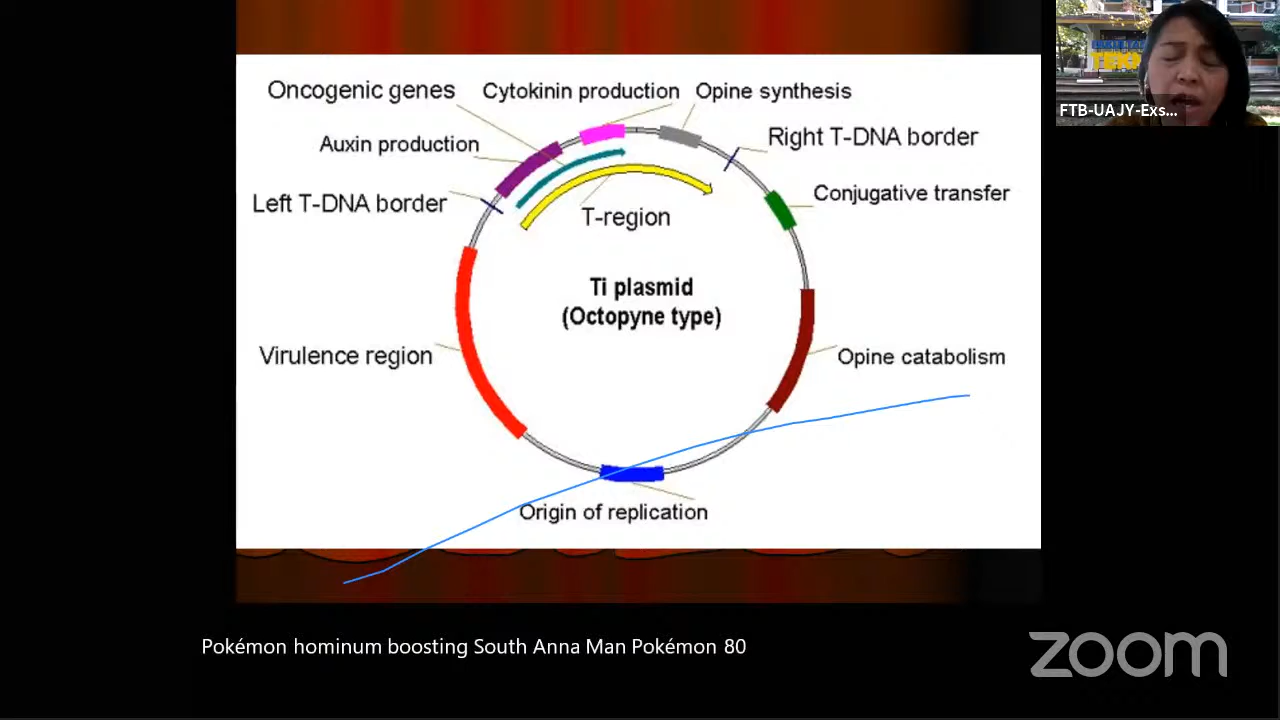 Oncogenic genes
Cytokinin production
Opine synthesis
Auxin production
Right T-DNA border
Left T-DNA border
Conjugative transfer
T-region
Ti plasmid
(Octopyne type)
Virulence region
Opine catabolism
Origin of replication
FTB-UAJY-Exs...
Pokémon hominum boosting South Anna Man Pokémon 80
zoom